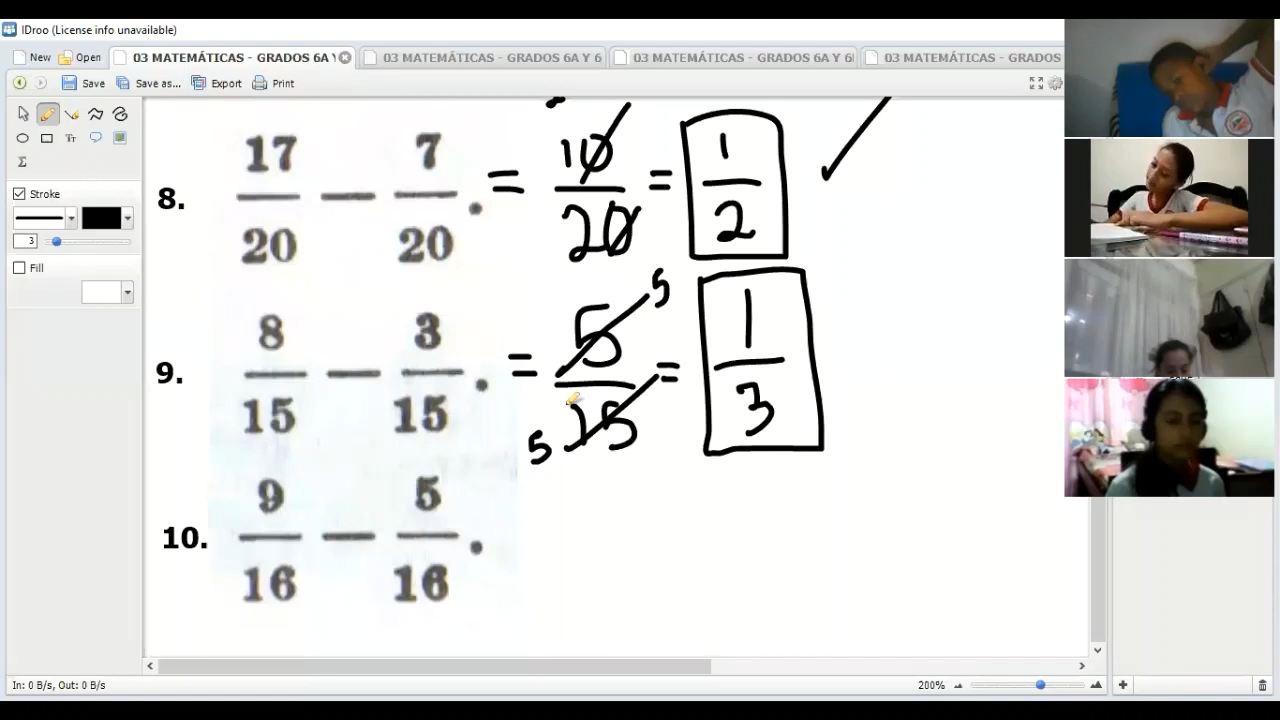 IDroo (License info unavailable)
New Open 03 MATEMÁTICAS - GRADOS 6A Y 03 MATEMÁTICAS - GRADOS 6A Y 6 03 MATEMÁTICAS - GRADOS 6A Y 6 03 MATEMÁTICAS - GRADOS
Save Save as... Export Print
Stroke
3
Fill
8. 17/20 — 7/20 . = 10/20 = 1/2
9. 8/15 — 3/15 . = 5/15 = 1/3
5
5
10. 9/16 — 5/16 .
In: 0 B/s, Out: 0 B/s 200%